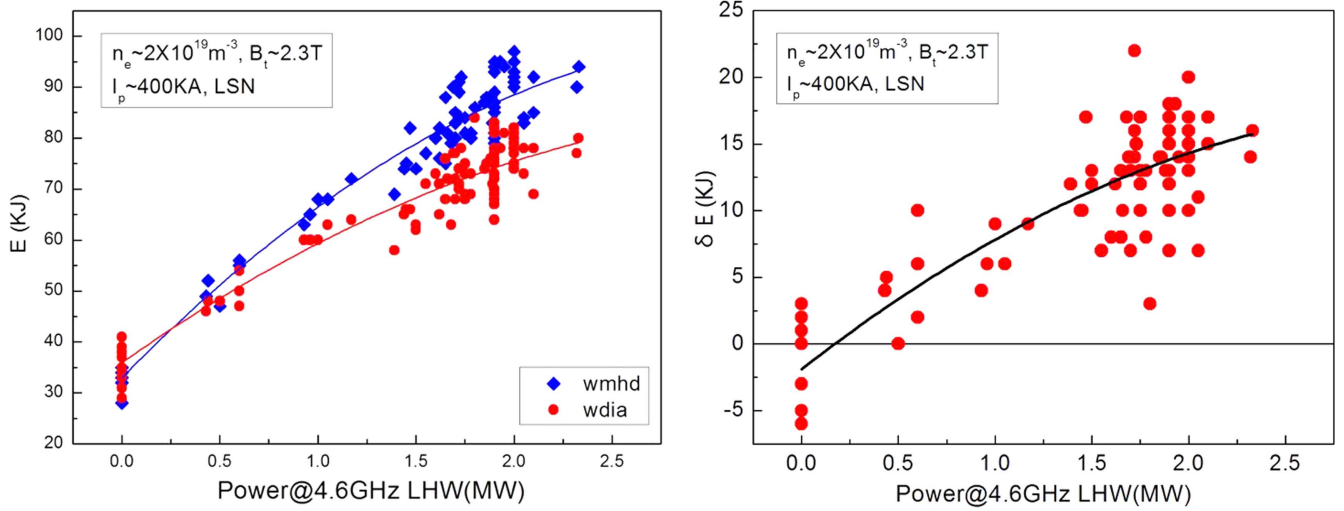 n_e~2X10^19m^-3, B_t~2.3T
I_p~400KA, LSN
E (KJ)
100
90
80
70
60
50
40
30
20
wmhd
wdia
0.0 0.5 1.0 1.5 2.0 2.5
Power@4.6GHz LHW(MW)
n_e~2X10^19m^-3, B_t~2.3T
I_p~400KA, LSN
δ E (KJ)
25
20
15
10
5
0
-5
0.0 0.5 1.0 1.5 2.0 2.5
Power@4.6GHz LHW(MW)